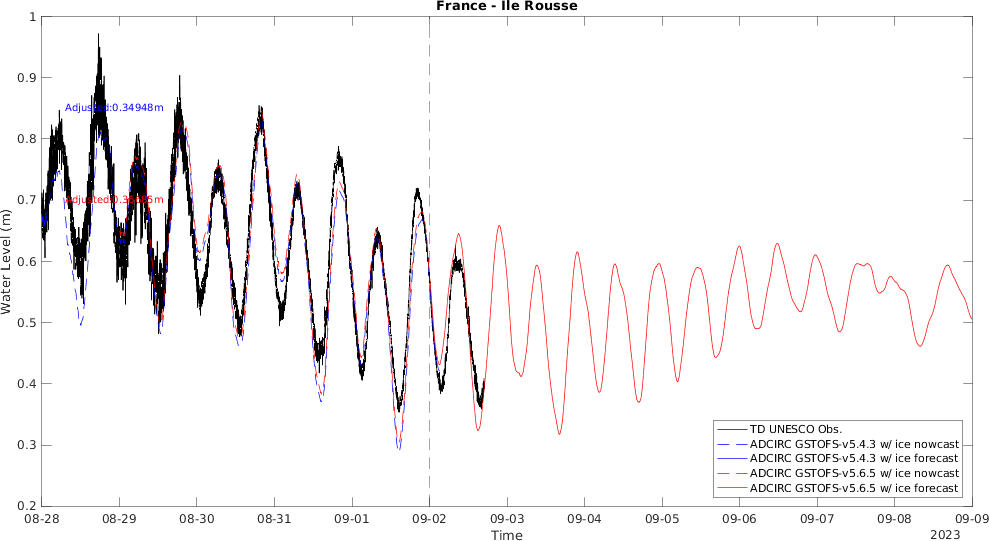 France - Ile Rousse
Water Level (m)
1
0.9
0.8
0.7
0.6
0.5
0.4
0.3
0.2
Adjusted:0.34948m
TD UNESCO Obs.
ADCIRC GSTOFS-v5.4.3 w/ ice nowcast
ADCIRC GSTOFS-v5.4.3 w/ ice forecast
ADCIRC GSTOFS-v5.6.5 w/ ice nowcast
ADCIRC GSTOFS-v5.6.5 w/ ice forecast
08-28 08-29 08-30 08-31 09-01 09-02 09-03 09-04 09-05 09-06 09-07 09-08 09-09
Time
2023